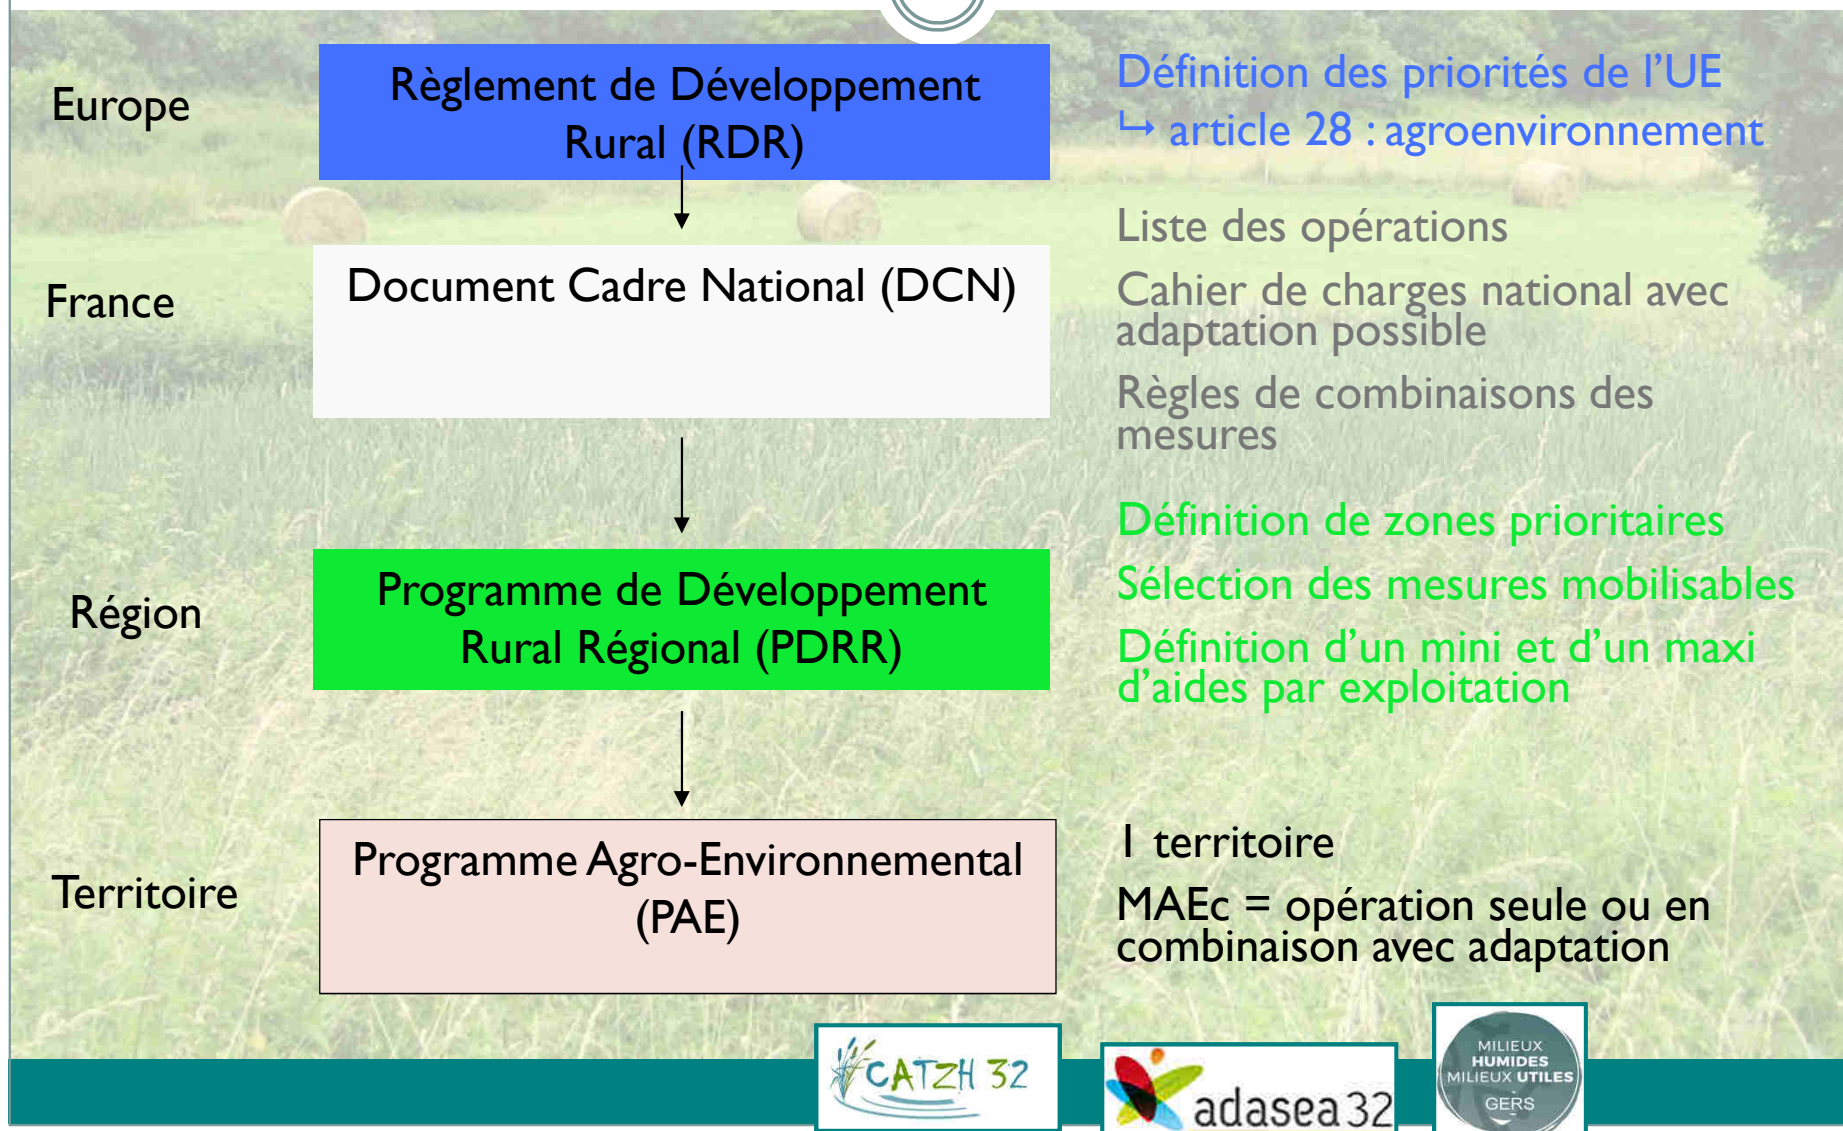 Europe
Règlement de Développement
Rural (RDR)
Définition des priorités de l'UE
↳ article 28 : agroenvironnement
France
Document Cadre National (DCN)
Liste des opérations
Cahier de charges national avec
adaptation possible
Règles de combinaisons des
mesures
Région
Programme de Développement
Rural Régional (PDRR)
Définition de zones prioritaires
Sélection des mesures mobilisables
Définition d'un mini et d'un maxi
d'aides par exploitation
Territoire
Programme Agro-Environnemental
(PAE)
1 territoire
MAEc = opération seule ou en
combinaison avec adaptation
CATZH 32
adasea32
MILIEUX
HUMIDES
MILIEUX UTILES
GERS